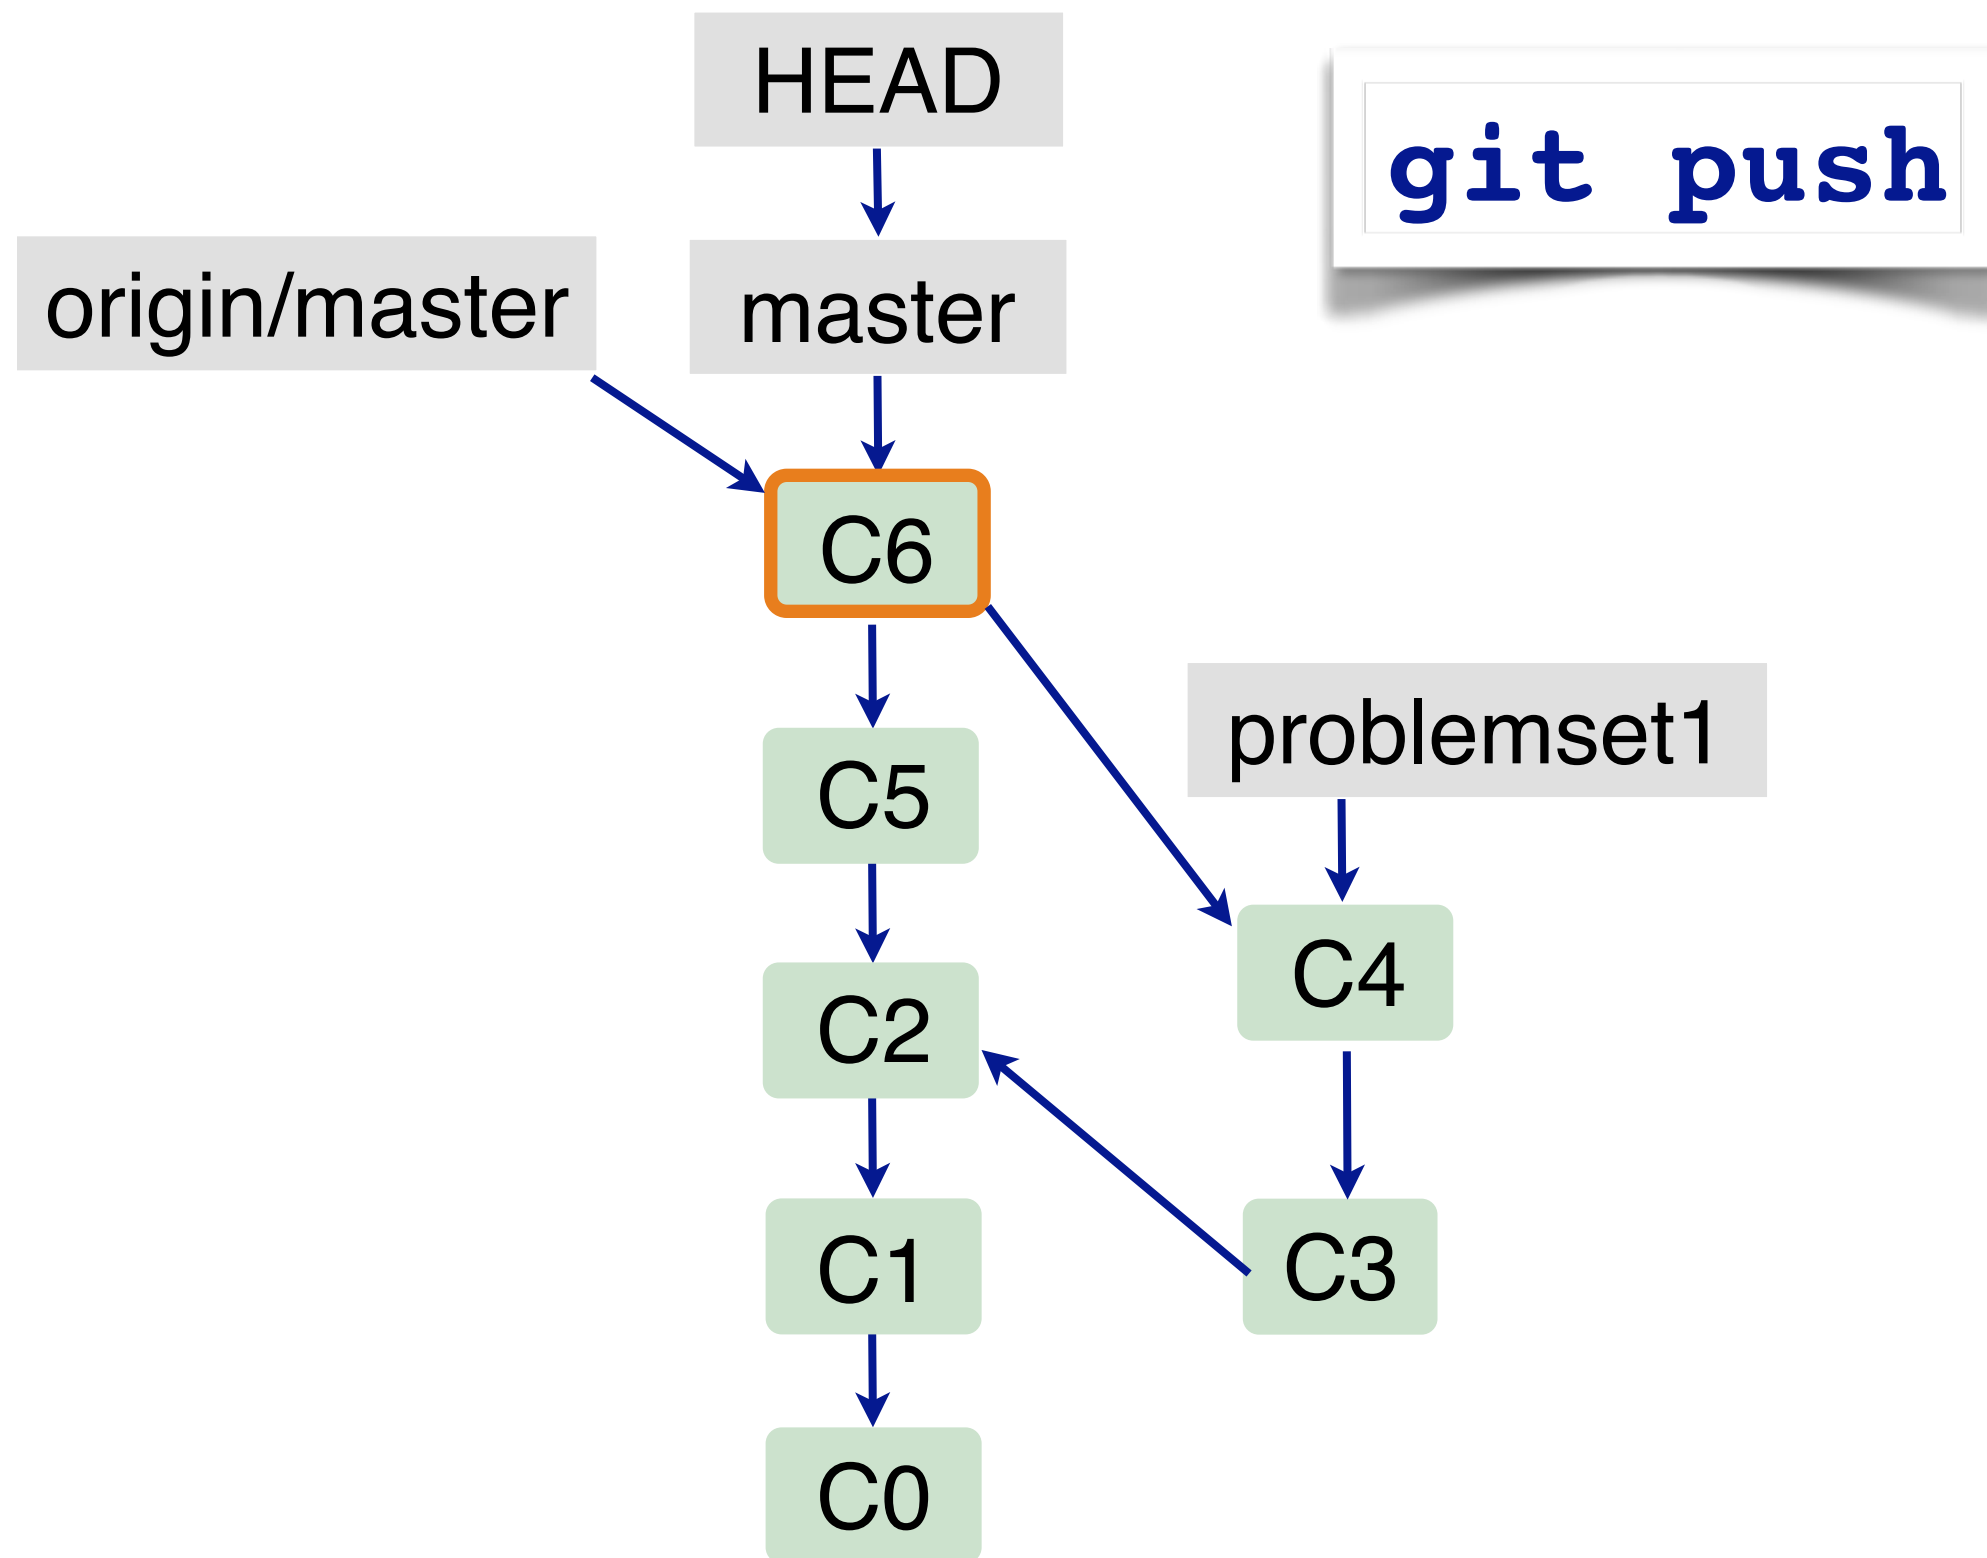 HEAD
git push
origin/master
master
C6
problemset1
C5
C4
C2
C1
C3
C0